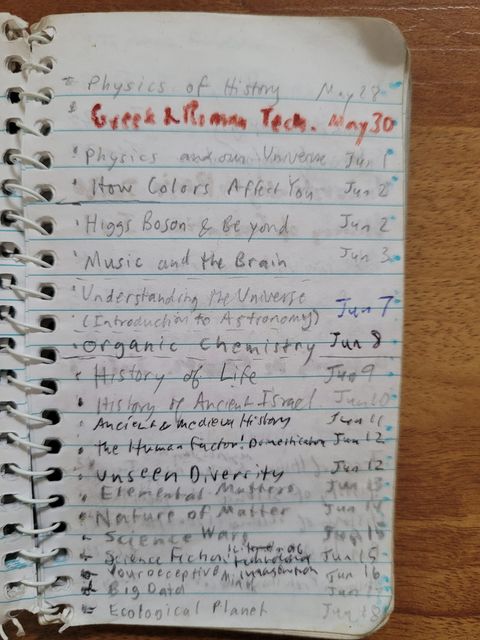 Physics of History May 28
Greek & Roman Tech. May 30
Physics and our Universe Jun 1
How Colors Affect You Jun 2
Higgs Boson & Beyond Jun 2
Music and the Brain Jun 3
Understanding the Universe
(Introduction to Astronomy) Jun 7
Organic Chemistry Jun 8
History of Life Jun 9
History of Ancient Israel Jun 10
Ancient & medieval History Jun 11
The Human Factor: Domestication Jun 12
Unseen Diversity Jun 12
Elemental Matters Jun 13
Nature of Matter Jun 14
Science Wars Jun 15
Science Fiction Jun 15
Your deceptive Mind Jun 16
Big Data Jun
Ecological Planet Jun 18